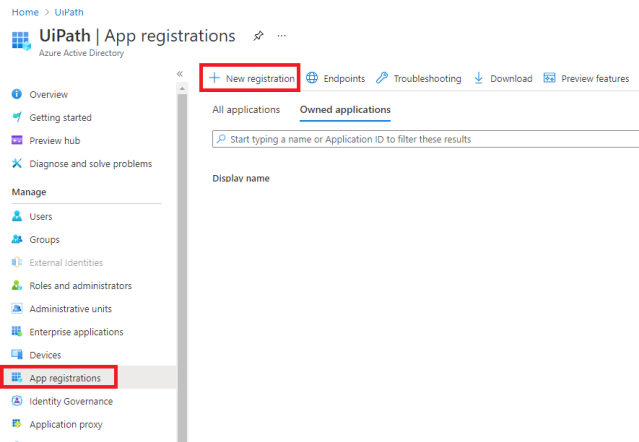 Home > UiPath
UiPath | App registrations
Azure Active Directory
«
New registration Endpoints Troubleshooting Download Preview features
Overview
Getting started
Preview hub
Diagnose and solve problems
Manage
Users
Groups
External Identities
Roles and administrators
Administrative units
Enterprise applications
Devices
App registrations
Identity Governance
Application proxy
All applications Owned applications
Start typing a name or Application ID to filter these results
Display name